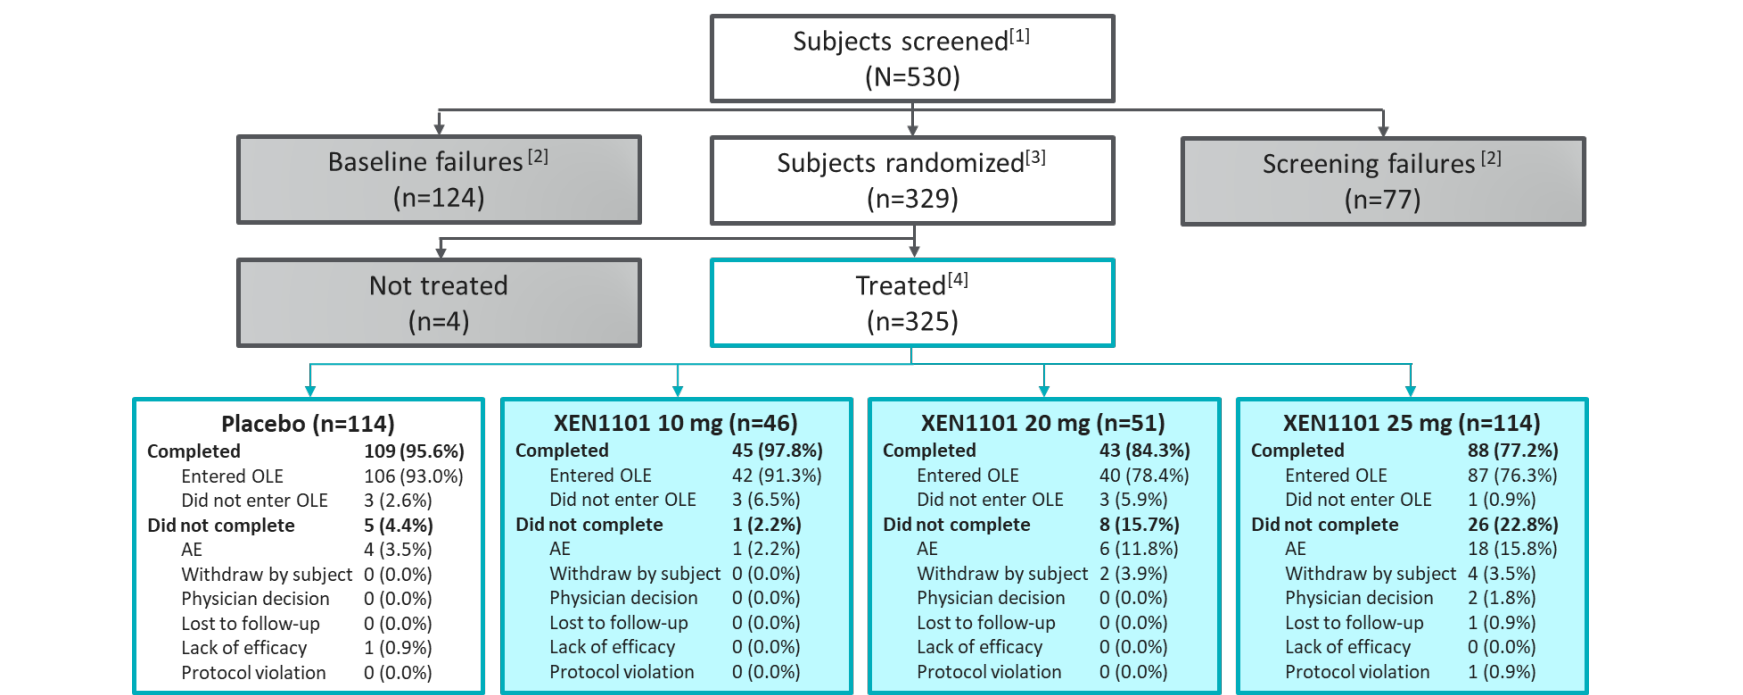 Subjects screened[1]
(N=530)
Baseline failures [2]
(n=124)
Subjects randomized[3]
(n=329)
Screening failures [2]
(n=77)
Not treated
(n=4)
Treated[4]
(n=325)
Placebo (n=114)
Completed 109 (95.6%)
Entered OLE 106 (93.0%)
Did not enter OLE 3 (2.6%)
Did not complete 5 (4.4%)
AE 4 (3.5%)
Withdraw by subject 0 (0.0%)
Physician decision 0 (0.0%)
Lost to follow-up 0 (0.0%)
Lack of efficacy 1 (0.9%)
Protocol violation 0 (0.0%)
XEN1101 10 mg (n=46)
Completed 45 (97.8%)
Entered OLE 42 (91.3%)
Did not enter OLE 3 (6.5%)
Did not complete 1 (2.2%)
AE 1 (2.2%)
Withdraw by subject 0 (0.0%)
Physician decision 0 (0.0%)
Lost to follow-up 0 (0.0%)
Lack of efficacy 0 (0.0%)
Protocol violation 0 (0.0%)
XEN1101 20 mg (n=51)
Completed 43 (84.3%)
Entered OLE 40 (78.4%)
Did not enter OLE 3 (5.9%)
Did not complete 8 (15.7%)
AE 6 (11.8%)
Withdraw by subject 2 (3.9%)
Physician decision 0 (0.0%)
Lost to follow-up 0 (0.0%)
Lack of efficacy 0 (0.0%)
Protocol violation 0 (0.0%)
XEN1101 25 mg (n=114)
Completed 88 (77.2%)
Entered OLE 87 (76.3%)
Did not enter OLE 1 (0.9%)
Did not complete 26 (22.8%)
AE 18 (15.8%)
Withdraw by subject 4 (3.5%)
Physician decision 2 (1.8%)
Lost to follow-up 1 (0.9%)
Lack of efficacy 0 (0.0%)
Protocol violation 1 (0.9%)